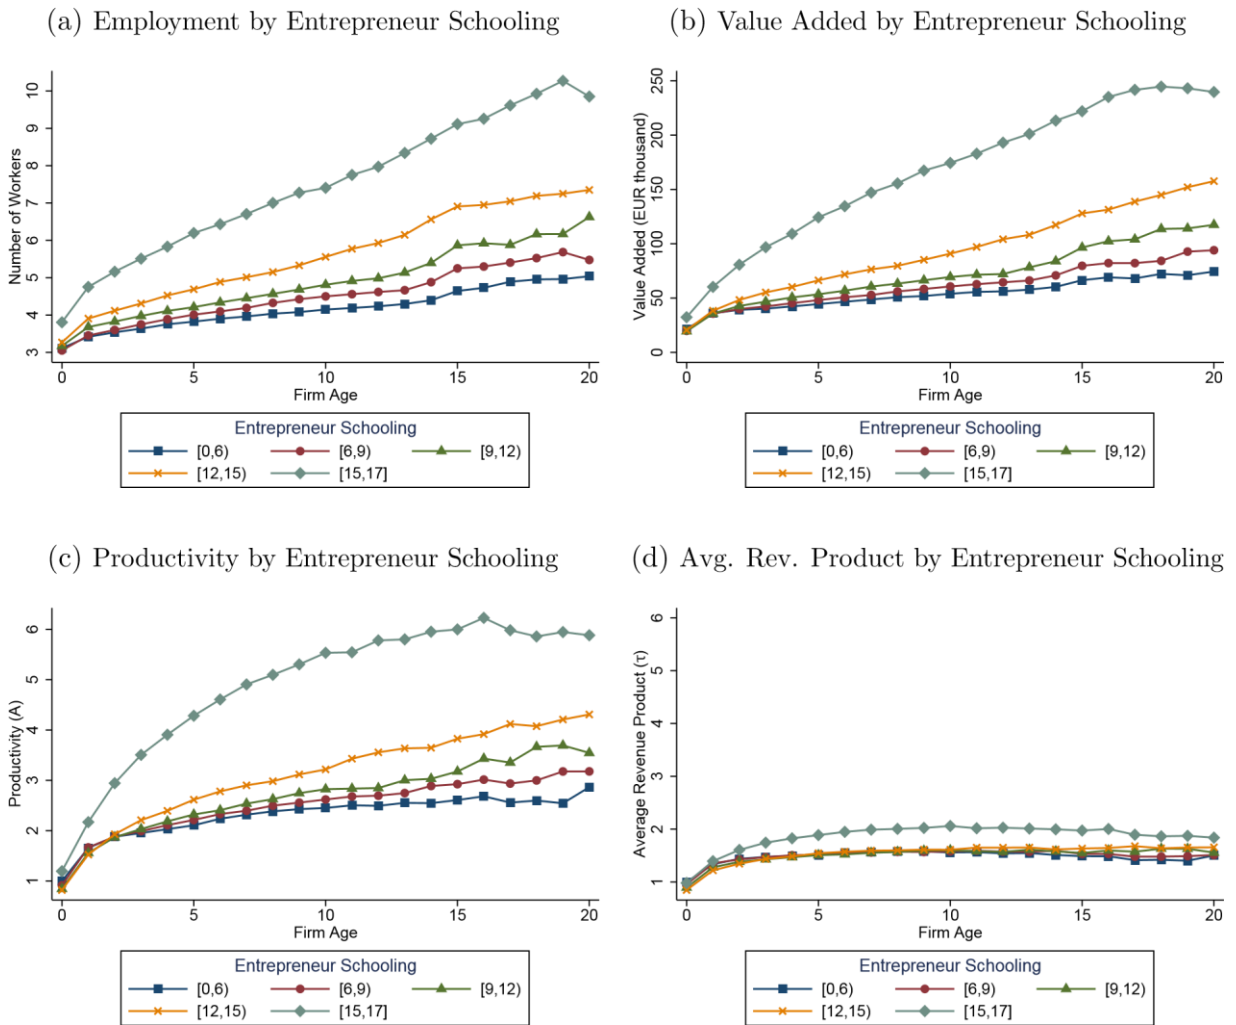 (a) Employment by Entrepreneur Schooling
Number of Workers
10
9
8
7
6
5
4
3
0 5 10 15 20
Firm Age
Entrepreneur Schooling
[0,6) [6,9) [9,12)
[12,15) [15,17]
(b) Value Added by Entrepreneur Schooling
Value Added (EUR thousand)
250
200
150
100
50
0
0 5 10 15 20
Firm Age
Entrepreneur Schooling
[0,6) [6,9) [9,12)
[12,15) [15,17]
(c) Productivity by Entrepreneur Schooling
Productivity (A)
6
5
4
3
2
1
0 5 10 15 20
Firm Age
Entrepreneur Schooling
[0,6) [6,9) [9,12)
[12,15) [15,17]
(d) Avg. Rev. Product by Entrepreneur Schooling
Average Revenue Product (τ)
6
5
4
3
2
1
0 5 10 15 20
Firm Age
Entrepreneur Schooling
[0,6) [6,9) [9,12)
[12,15) [15,17]